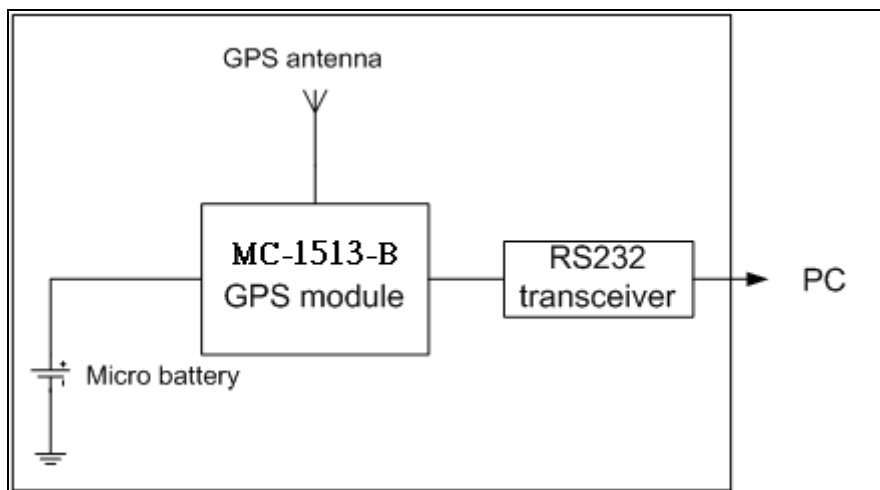 GPS antenna
MC-1513-B
GPS module
RS232
transceiver
PC
Micro battery